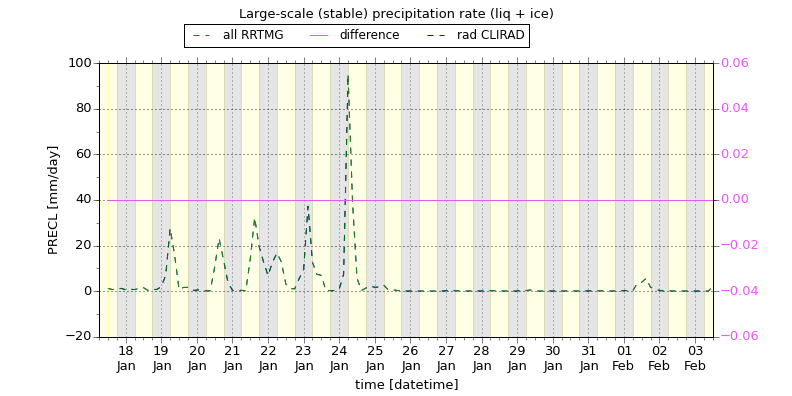 Large-scale (stable) precipitation rate (liq + ice)
all RRTMG difference rad CLIRAD
100 0.06
80 0.04
60 0.02
40 0.00
20 −0.02
0 −0.04
−20 −0.06
PRECL [mm/day]
18 19 20 21 22 23 24 25 26 27 28 29 30 31 01 02 03
Jan Jan Jan Jan Jan Jan Jan Jan Jan Jan Jan Jan Jan Jan Feb Feb Feb
time [datetime]